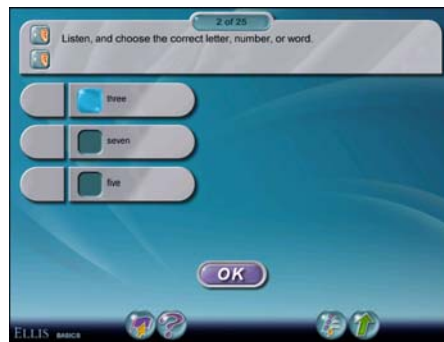 2 of 25
Listen, and choose the correct letter, number, or word.
three
seven
five
OK
ELLIS BASICS